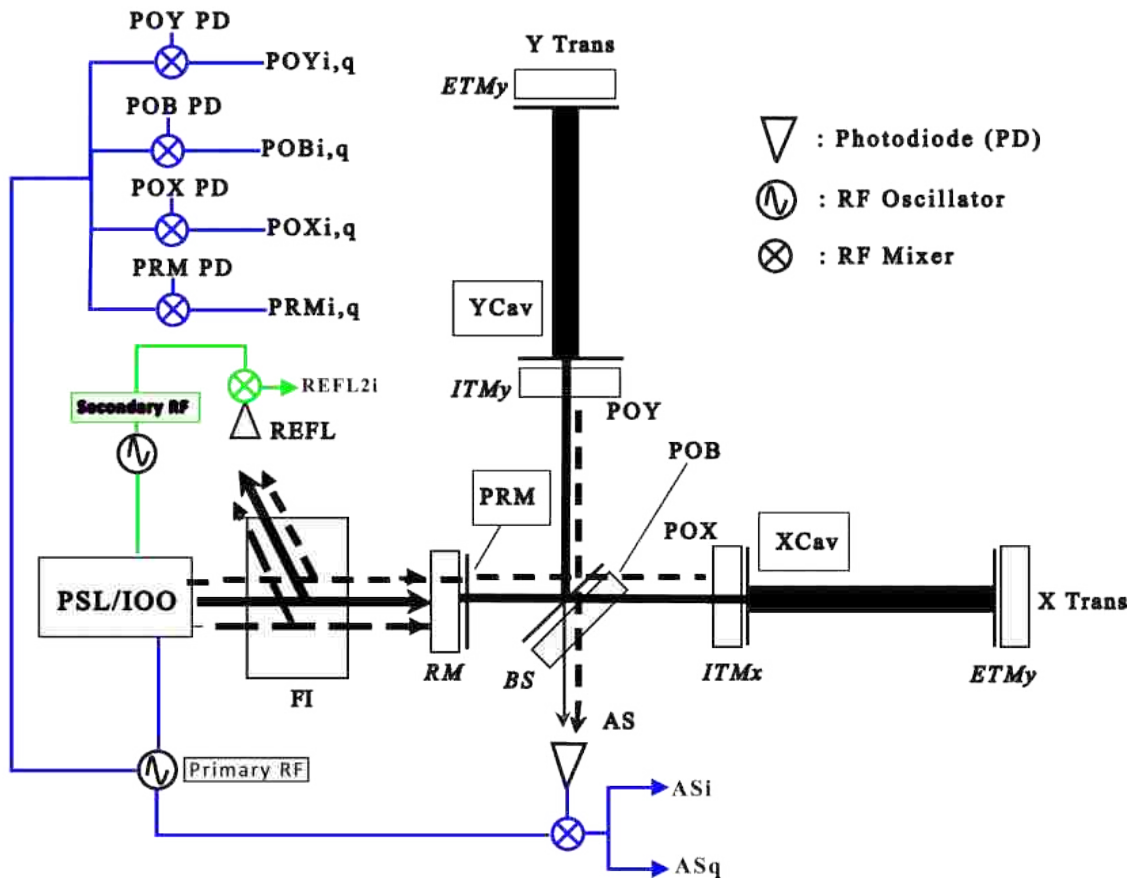 POY PD
POYi,q
POB PD
POBi,q
POX PD
POXi,q
PRM PD
PRMi,q
Y Trans
ETMy
: Photodiode (PD)
: RF Oscillator
: RF Mixer
YCav
ITMy
POY
Secondary RF
REFL2i
REFL
POB
PRM
POX
XCav
PSL/IOO
X Trans
FI
RM
BS
ITMx
ETMy
AS
Primary RF
ASi
ASq